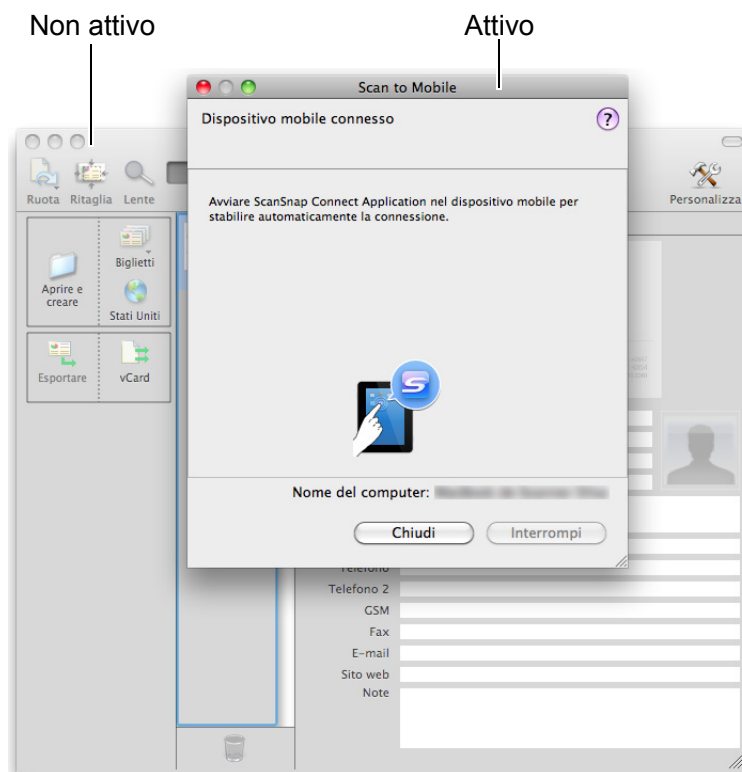 Non attivo
Attivo
Scan to Mobile
Dispositivo mobile connesso
?
Ruota Ritaglia Lente
Personalizza
Avviare ScanSnap Connect Application nel dispositivo mobile per
stabilire automaticamente la connessione.
Biglietti
Aprire e
creare
Stati Uniti
Esportare
vCard
S
Nome del computer:
Chiudi
Interrompi
Telefono
Telefono 2
GSM
Fax
E-mail
Sito web
Note